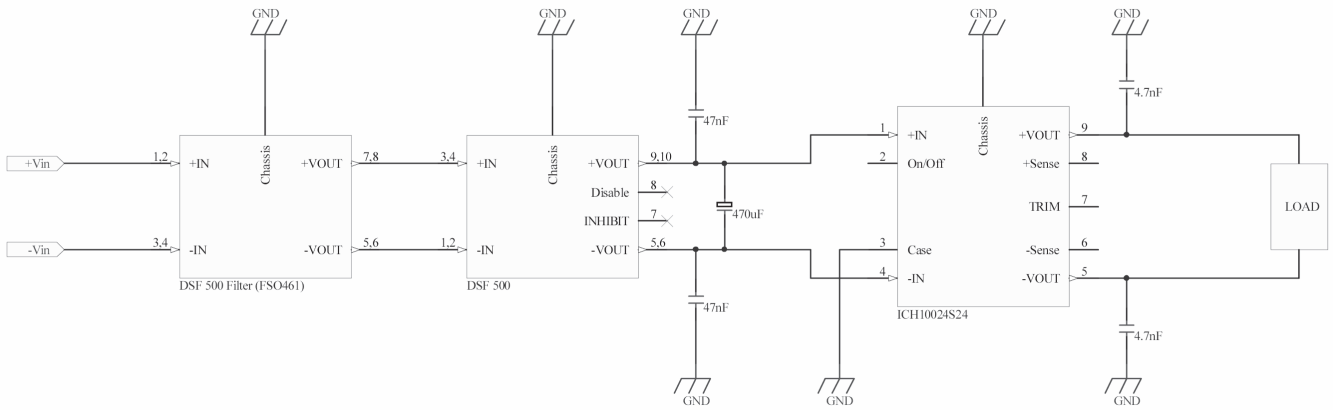 GND
GND
GND
GND
GND
+Vin
-Vin
1,2
3,4
+IN
-IN
Chassis
+VOUT
-VOUT
7,8
5,6
DSF 500 Filter (FSO461)
3,4
1,2
+IN
-IN
Chassis
+VOUT
Disable
INHIBIT
-VOUT
9,10
8
7
5,6
DSF 500
47nF
470uF
47nF
GND
1
2
3
4
+IN
On/Off
Case
-IN
Chassis
+VOUT
+Sense
TRIM
-Sense
-VOUT
9
8
7
6
5
ICH10024S24
GND
4.7nF
LOAD
4.7nF
GND